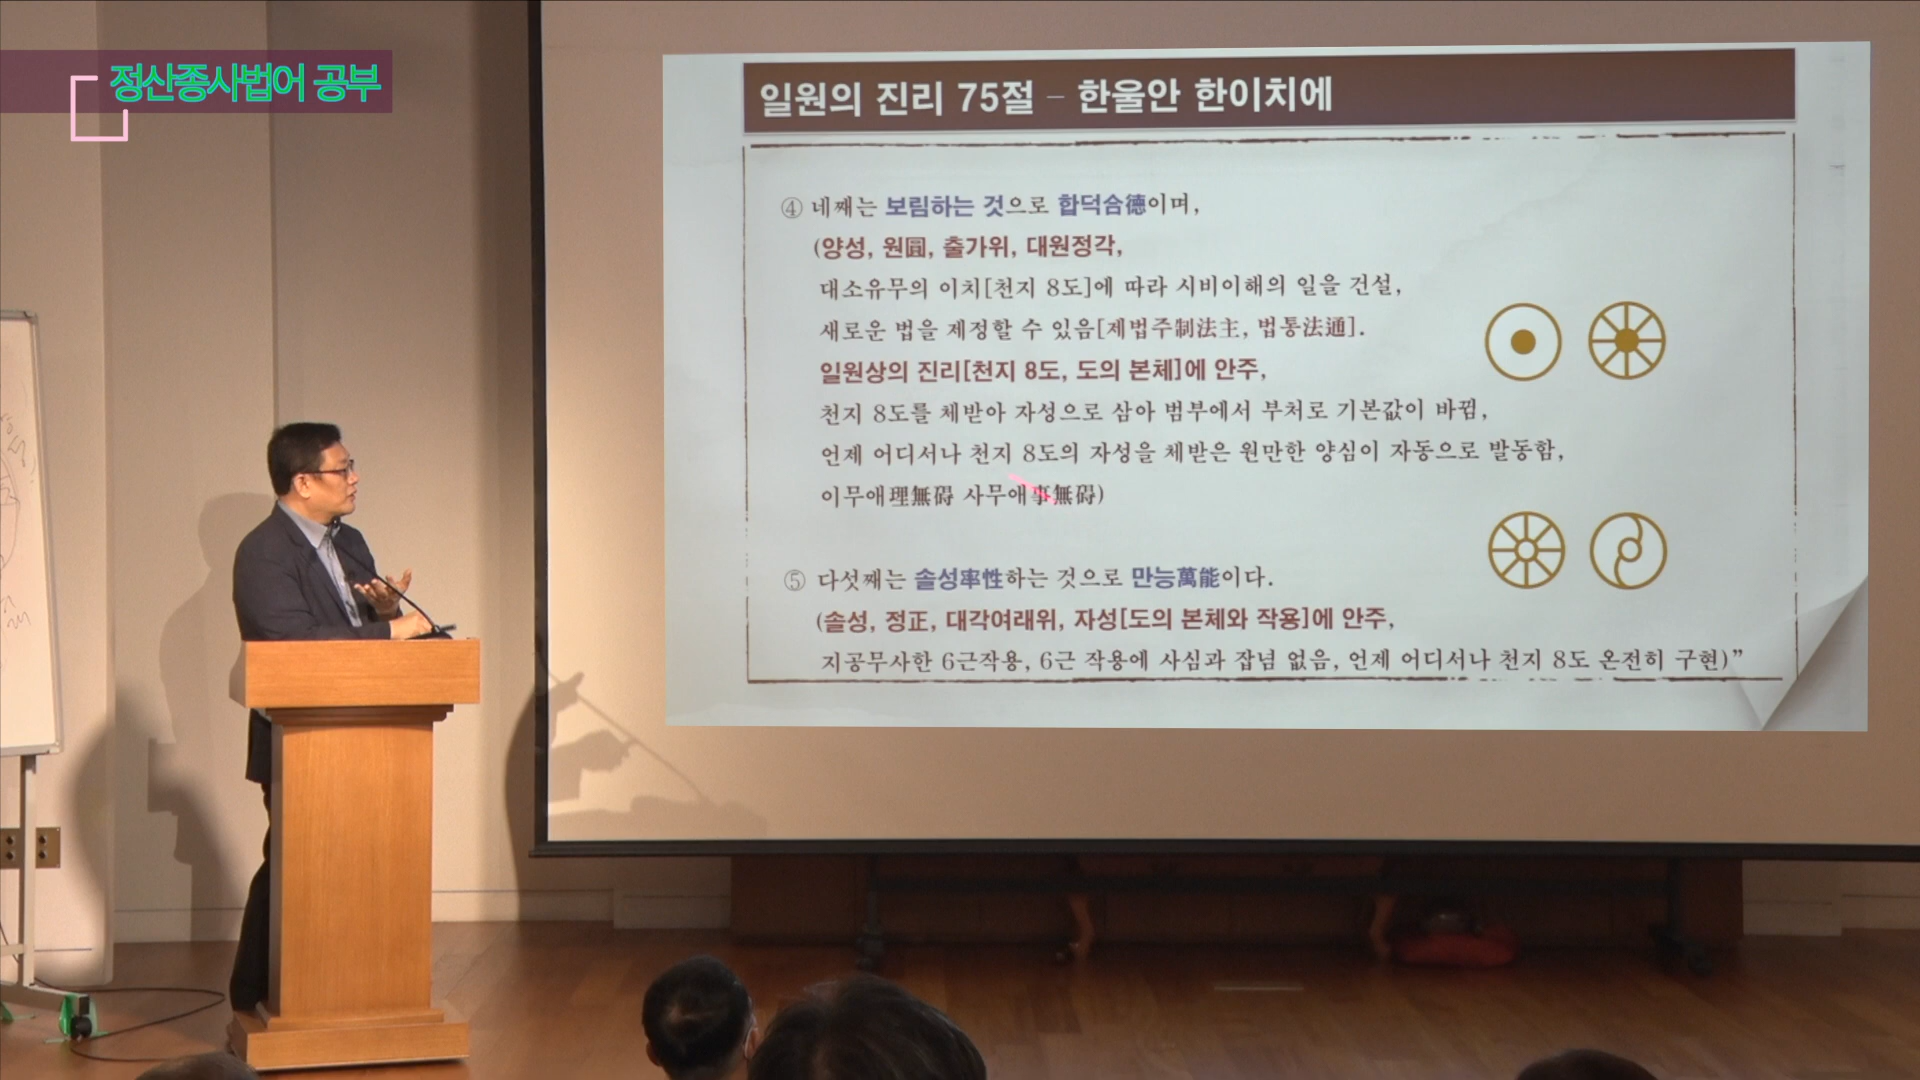 정산종사법어 공부
일원의 진리 75절 - 한울안 한이치에
④ 네째는 보림하는 것으로 합덕合德이며,
(양성, 원圓, 출가위, 대원정각,
대소유무의 이치[천지 8도]에 따라 시비이해의 일을 건설,
새로운 법을 제정할 수 있음[제법주制法主, 법통法通].
일원상의 진리[천지 8도, 도의 본체]에 안주,
천지 8도를 체받아 자성으로 삼아 범부에서 부처로 기본값이 바뀜,
언제 어디서나 천지 8도의 자성을 체받은 원만한 양심이 자동으로 발동함,
이무애理無碍 사무애事無碍)
⑤ 다섯째는 솔성率性하는 것으로 만능萬能이다.
(솔성, 정正, 대각여래위, 자성[도의 본체와 작용]에 안주,
지공무사한 6근작용, 6근 작용에 사심과 잡념 없음, 언제 어디서나 천지 8도 온전히 구현)”